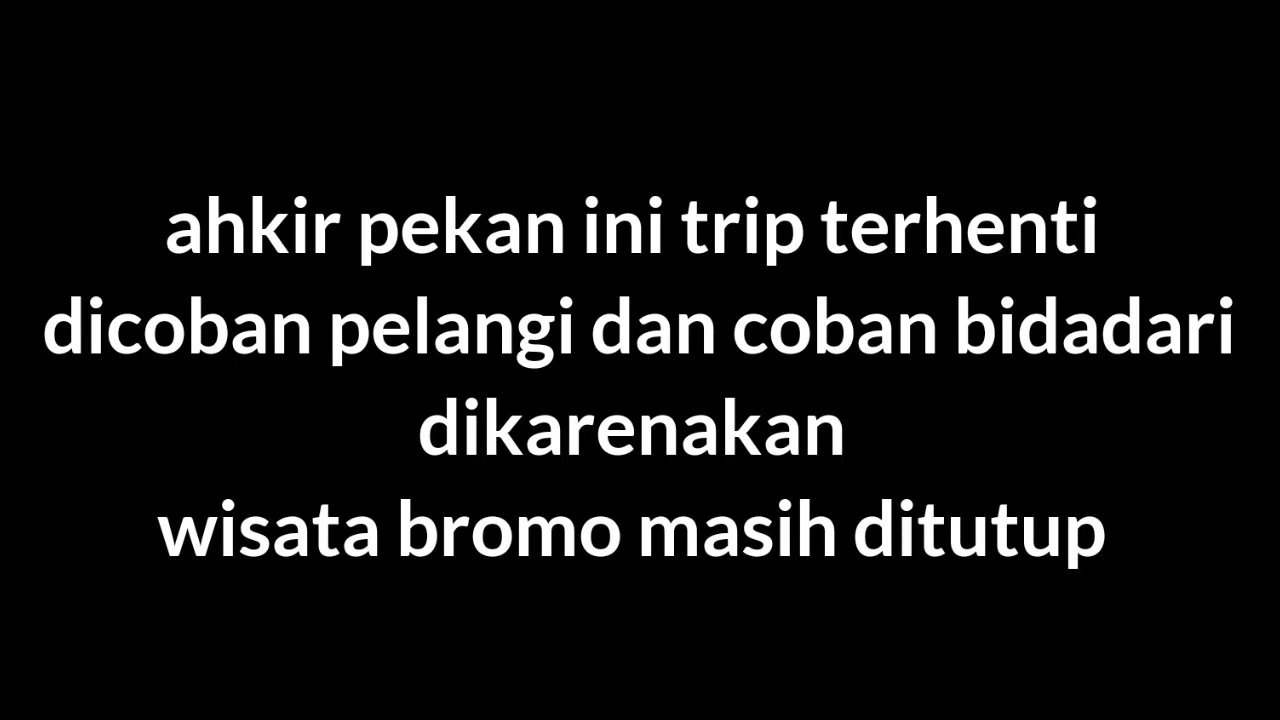 ahkir pekan ini trip terhenti
dicoban pelangi dan coban bidadari
dikarenakan
wisata bromo masih ditutup